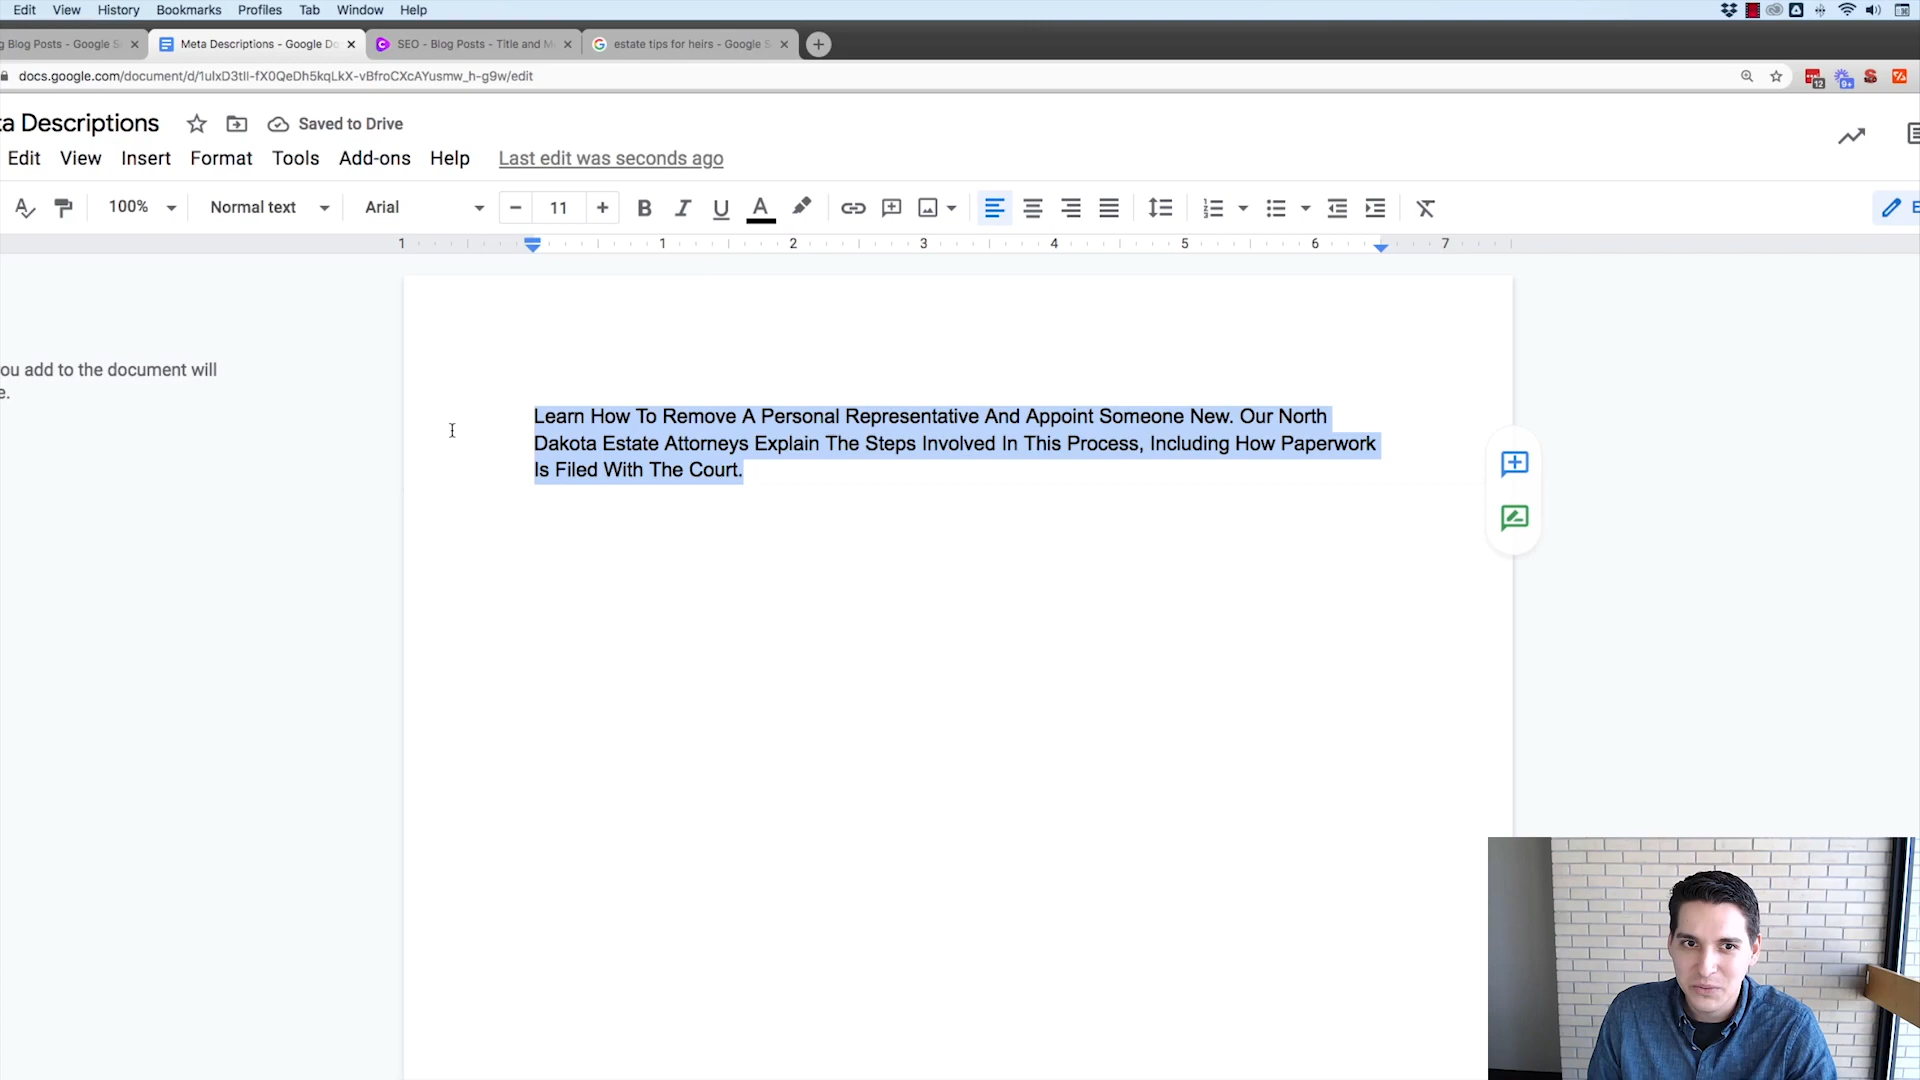 Edit View History Bookmarks Profiles Tab Window Help
g Blog Posts - Google S
Meta Descriptions - Google Do
SEO - Blog Posts - Title and M
estate tips for heirs - Google S
docs.google.com/document/d/1
ta Descriptions
Saved to Drive
Edit View Insert Format Tools Add-ons Help Last edit was seconds ago
100% Normal text Arial 11 B I U A E
1 1 2 3 4 5 6 7
ou add to the document will
e.
Learn How To Remove A Personal Representative And Appoint Someone New. Our North
Dakota Estate Attorneys Explain The Steps Involved In This Process, Including How Paperwork
Is Filed With The Court.